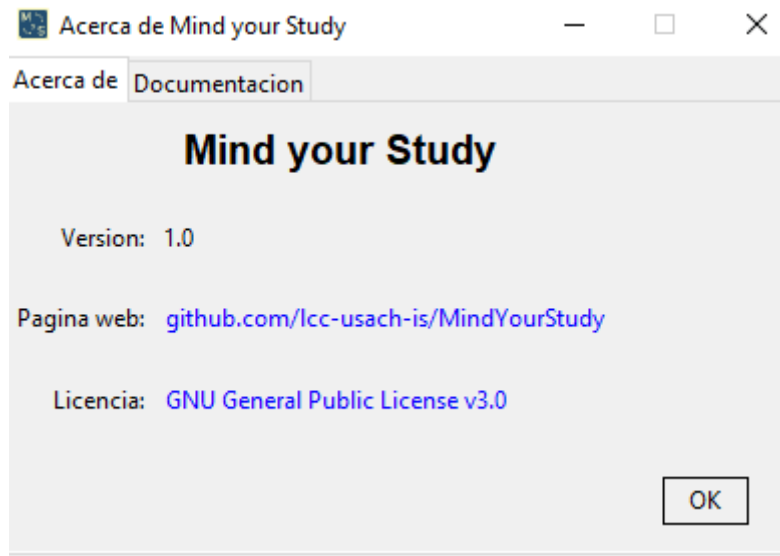 Acerca de Mind your Study
Acerca de Documentacion
Mind your Study
Version: 1.0
Pagina web: github.com/lcc-usach-is/MindYourStudy
Licencia: GNU General Public License v3.0
OK